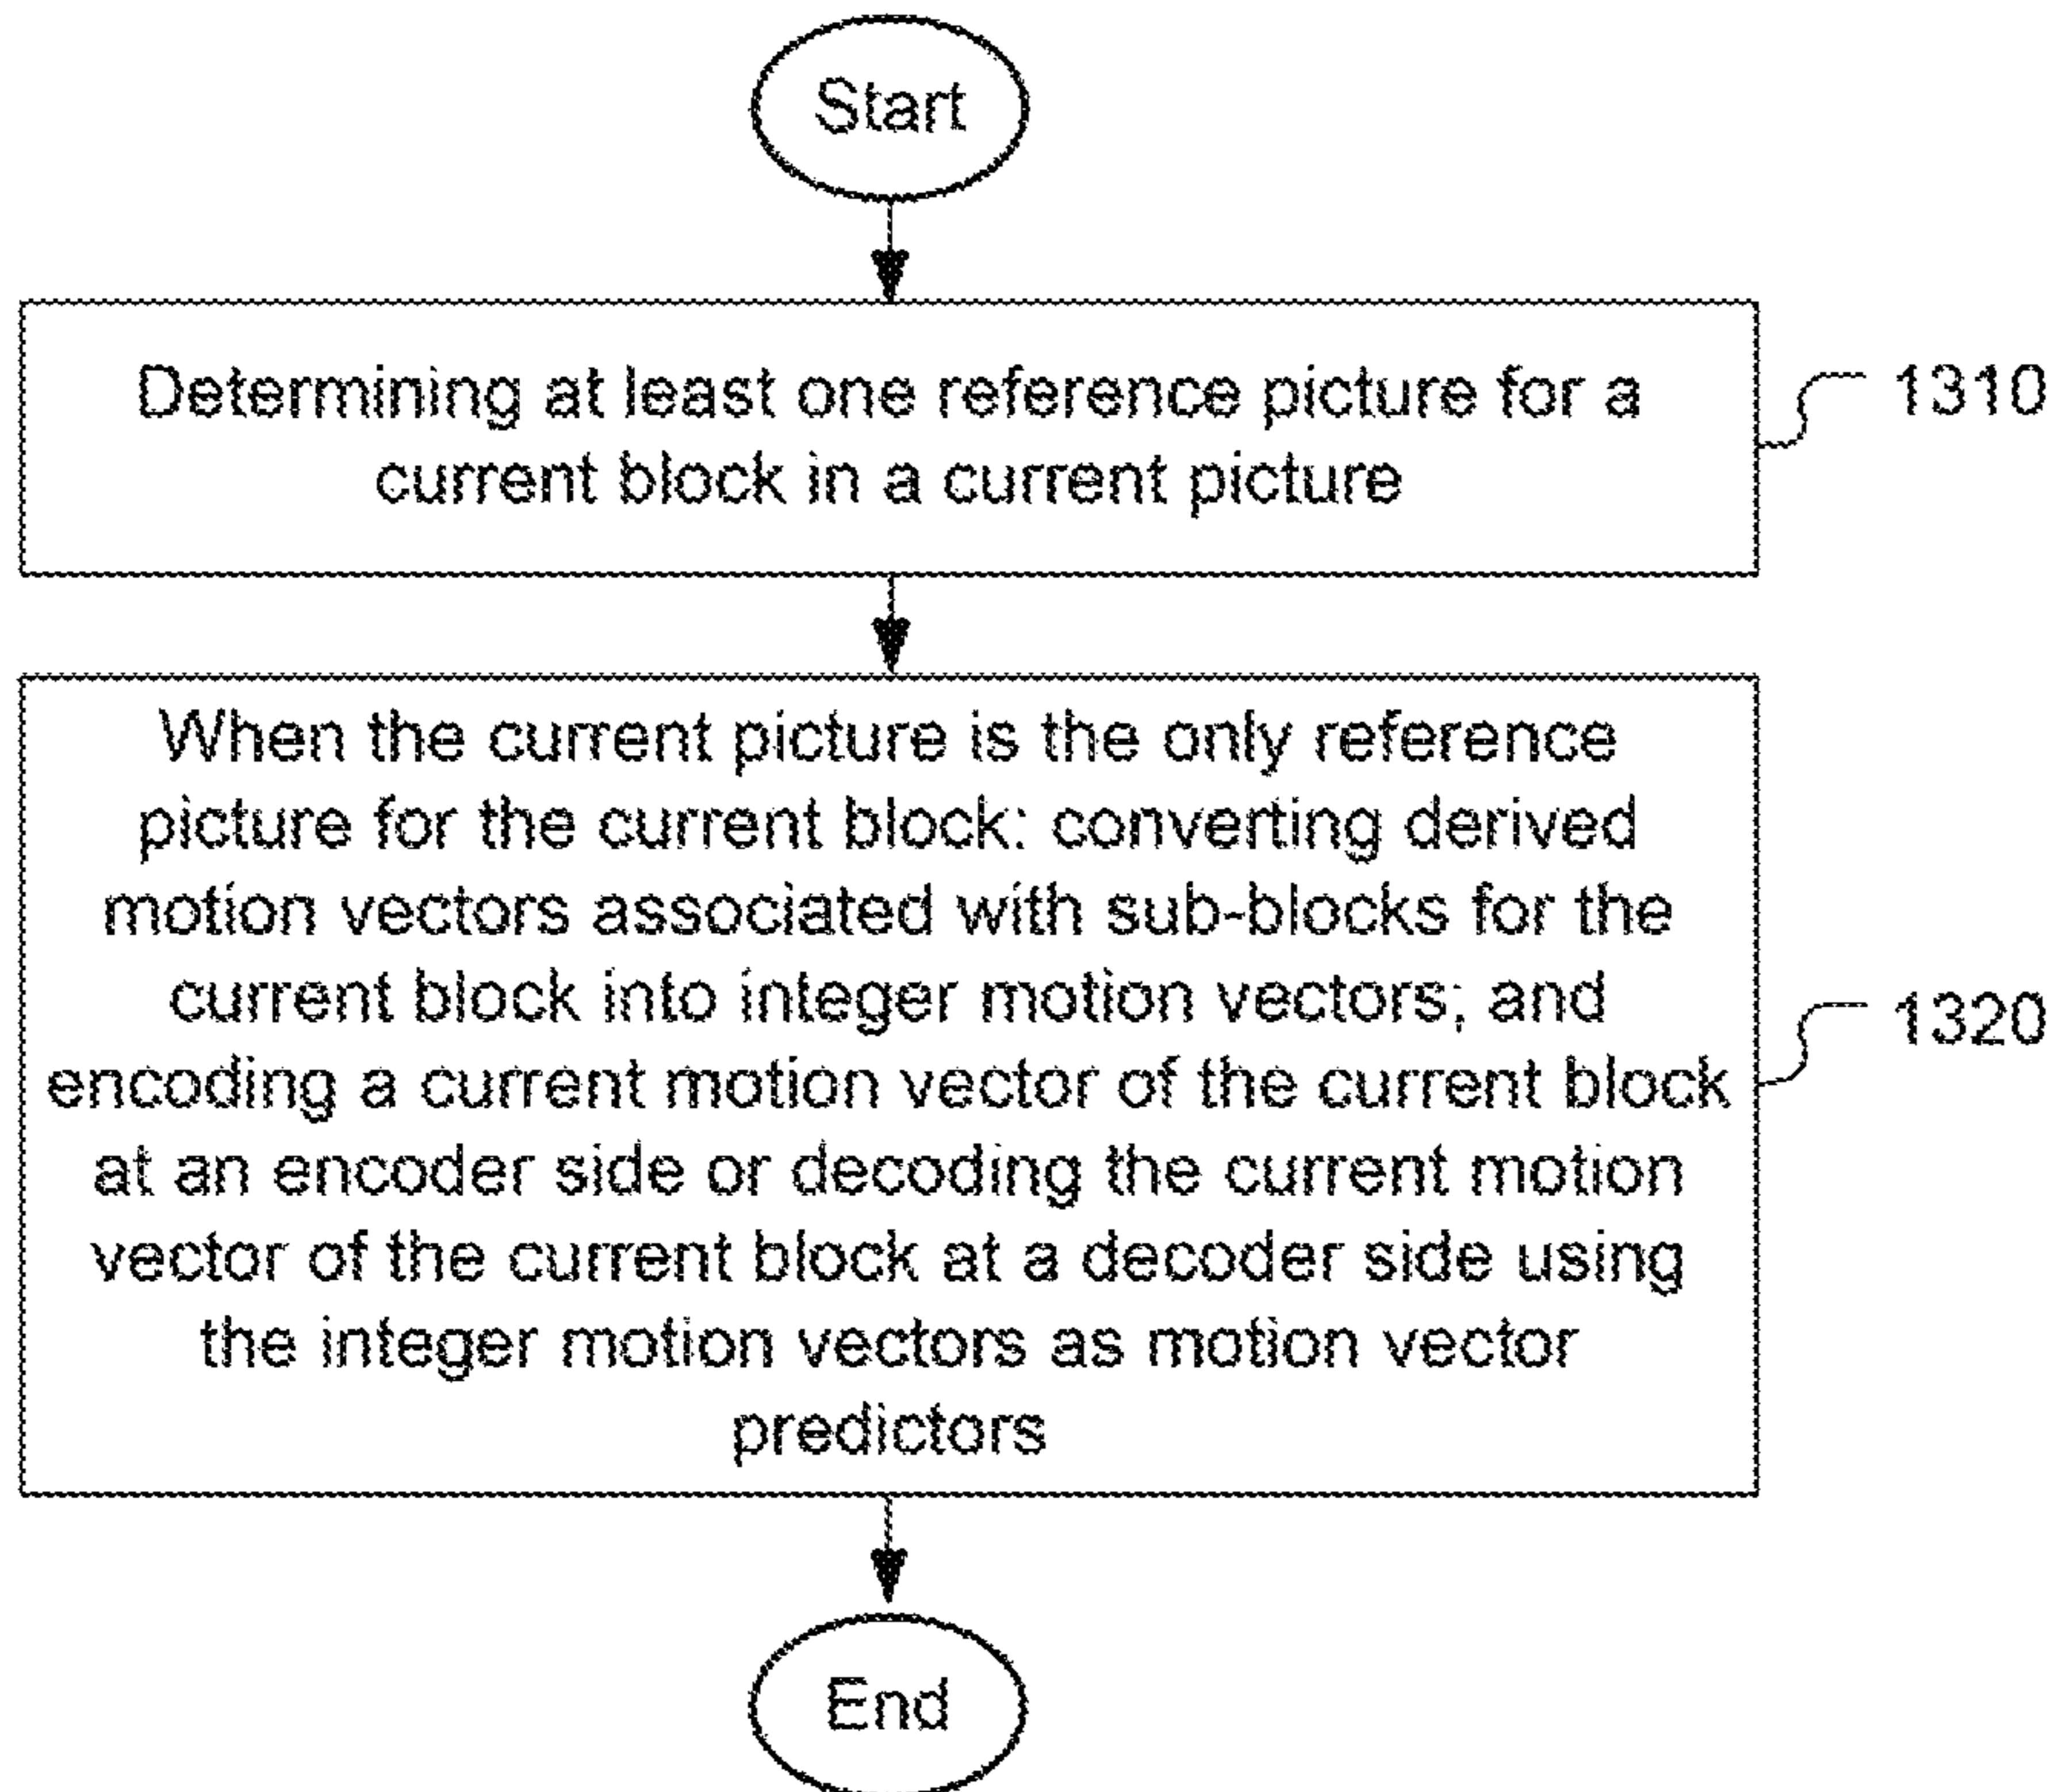 Start
Determining at least one reference picture for a
current block in a current picture
1310
When the current picture is the only reference
picture for the current block: converting derived
motion vectors associated with sub-blocks for the
current block into integer motion vectors; and
encoding a current motion vector of the current block
at an encoder side or decoding the current motion
vector of the current block at a decoder side using
the integer motion vectors as motion vector
predictors
1320
End